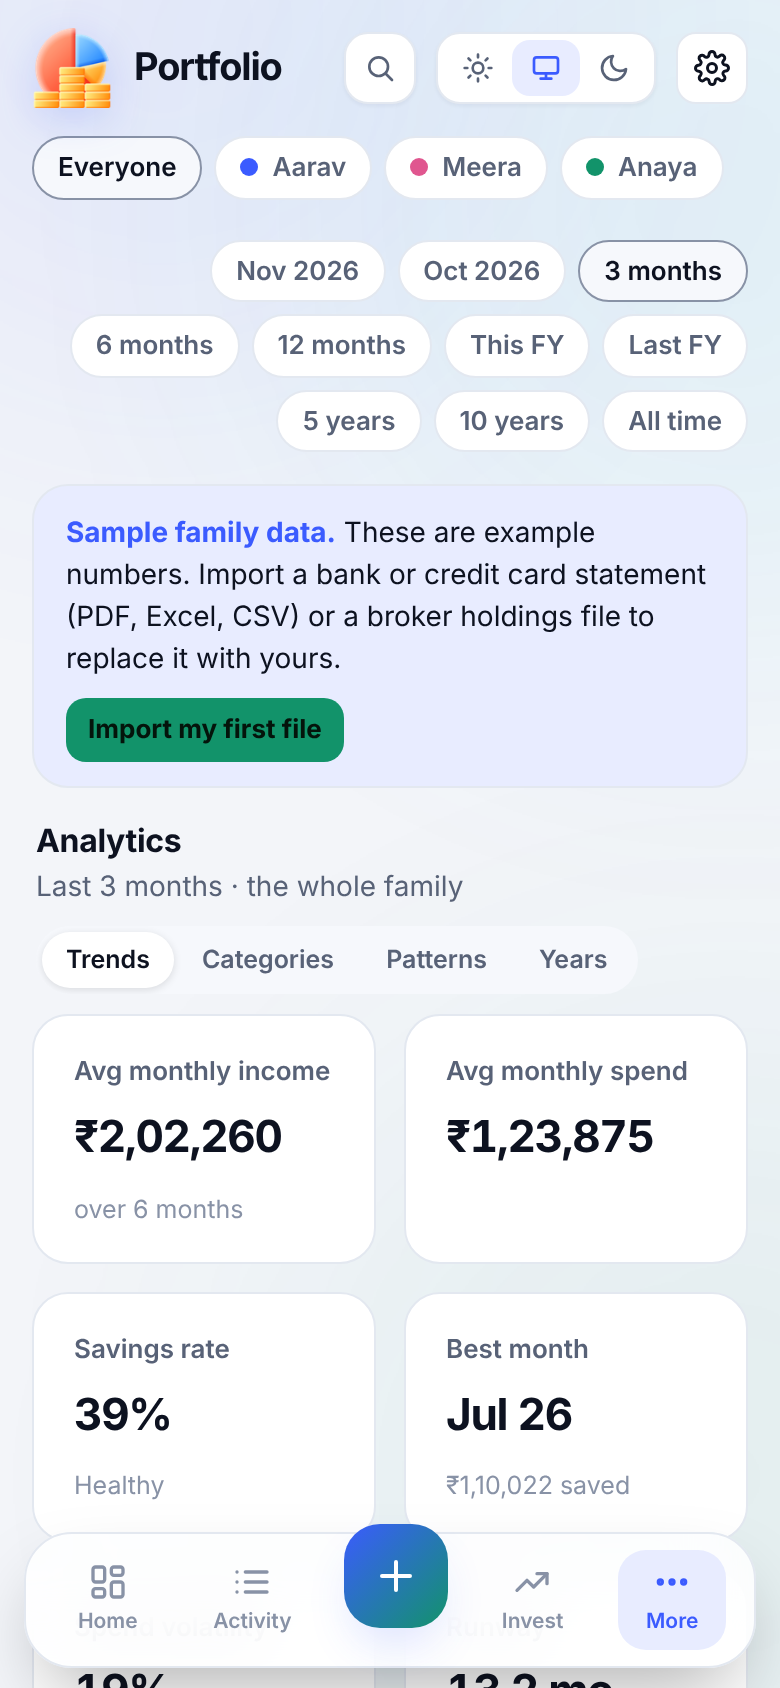 Portfolio
Everyone
Aarav
Meera
Anaya
Nov 2026
Oct 2026
3 months
6 months
12 months
This FY
Last FY
5 years
10 years
All time
Sample family data. These are example
numbers. Import a bank or credit card statement
(PDF, Excel, CSV) or a broker holdings file to
replace it with yours.
Import my first file
Analytics
Last 3 months · the whole family
Trends
Categories
Patterns
Years
Avg monthly income
₹2,02,260
over 6 months
Avg monthly spend
₹1,23,875
Savings rate
39%
Healthy
Best month
Jul 26
₹1,10,022 saved
Home
Activity
Invest
More